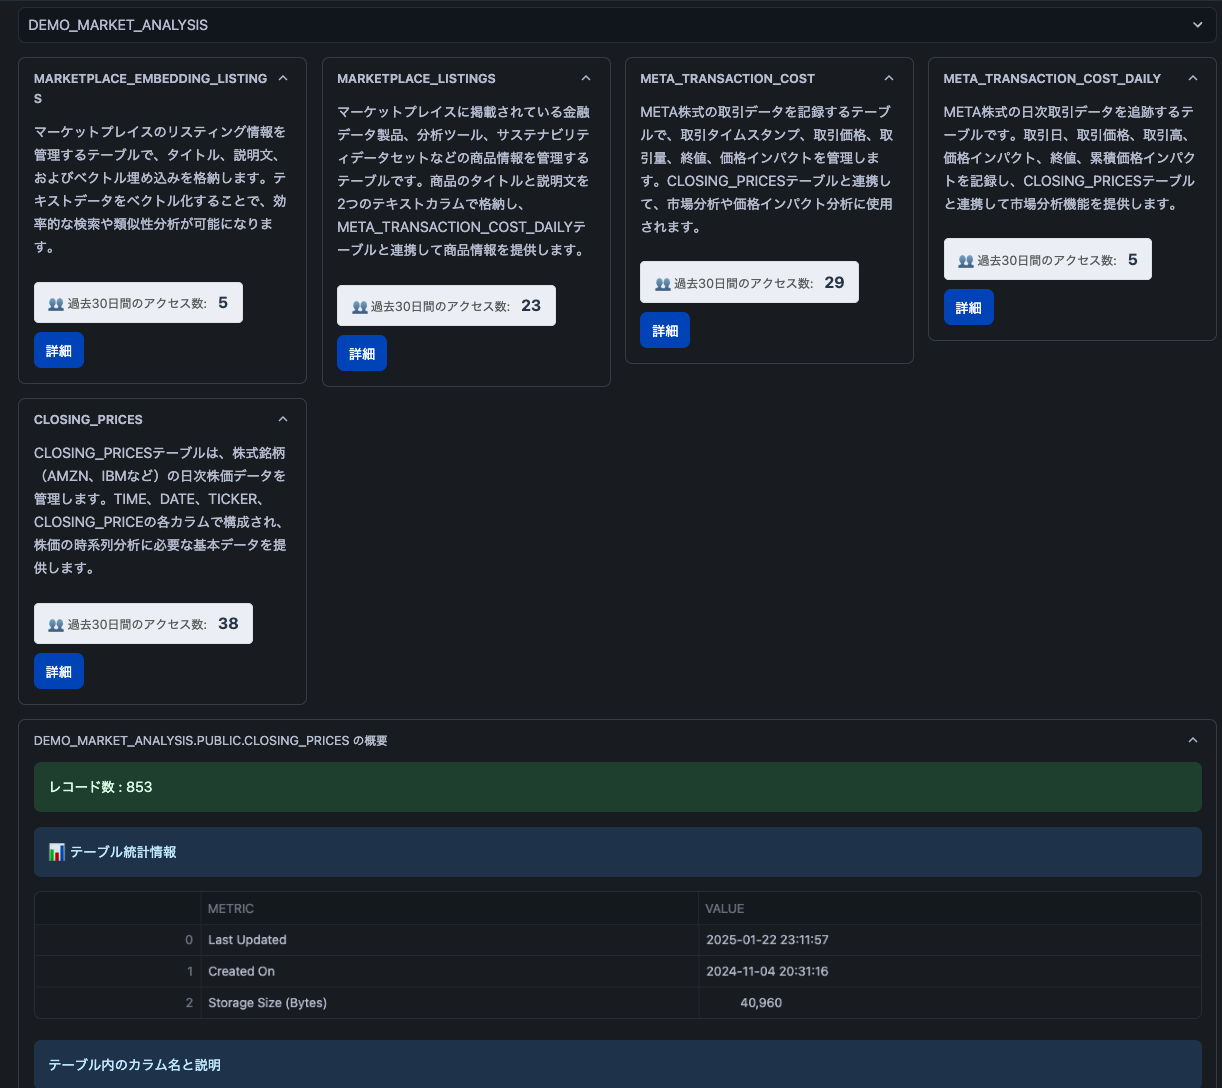 DEMO_MARKET_ANALYSIS
MARKETPLACE_EMBEDDING_LISTING
S
マーケットプレイスのリスティング情報を
管理するテーブルで、タイトル、説明文、
およびベクトル埋め込みを格納します。テ
キストデータをベクトル化することで、効
率的な検索や類似性分析が可能になりま
す。
過去30日間のアクセス数: 5
詳細
MARKETPLACE_LISTINGS
マーケットプレイスに掲載されている金融
データ製品、分析ツール、サステナビリテ
ィデータセットなどの商品情報を管理する
テーブルです。商品のタイトルと説明文を
2つのテキストカラムで格納し、
META_TRANSACTION_COST_DAILYテ
ーブルと連携して商品情報を提供します。
過去30日間のアクセス数: 23
詳細
META_TRANSACTION_COST
META株式の取引データを記録するテーブ
ルで、取引タイムスタンプ、取引価格、取
引量、終値、価格インパクトを管理しま
す。CLOSING_PRICESテーブルと連携し
て、市場分析や価格インパクト分析に使用
されます。
過去30日間のアクセス数: 29
詳細
META_TRANSACTION_COST_DAILY
META株式の日次取引データを追跡するテ
ーブルです。取引日、取引価格、取引高、
価格インパクト、終値、累積価格インパク
トを記録し、CLOSING_PRICESテーブル
と連携して市場分析機能を提供します。
過去30日間のアクセス数: 5
詳細
CLOSING_PRICES
CLOSING_PRICESテーブルは、株式銘柄
（AMZN、IBMなど）の日次株価データを
管理します。TIME、DATE、TICKER、
CLOSING_PRICEの各カラムで構成され、
株価の時系列分析に必要な基本データを提
供します。
過去30日間のアクセス数: 38
詳細
DEMO_MARKET_ANALYSIS.PUBLIC.CLOSING_PRICES の概要
レコード数 : 853
テーブル統計情報
METRIC VALUE
0 Last Updated 2025-01-22 23:11:57
1 Created On 2024-11-04 20:31:16
2 Storage Size (Bytes) 40,960
テーブル内のカラム名と説明